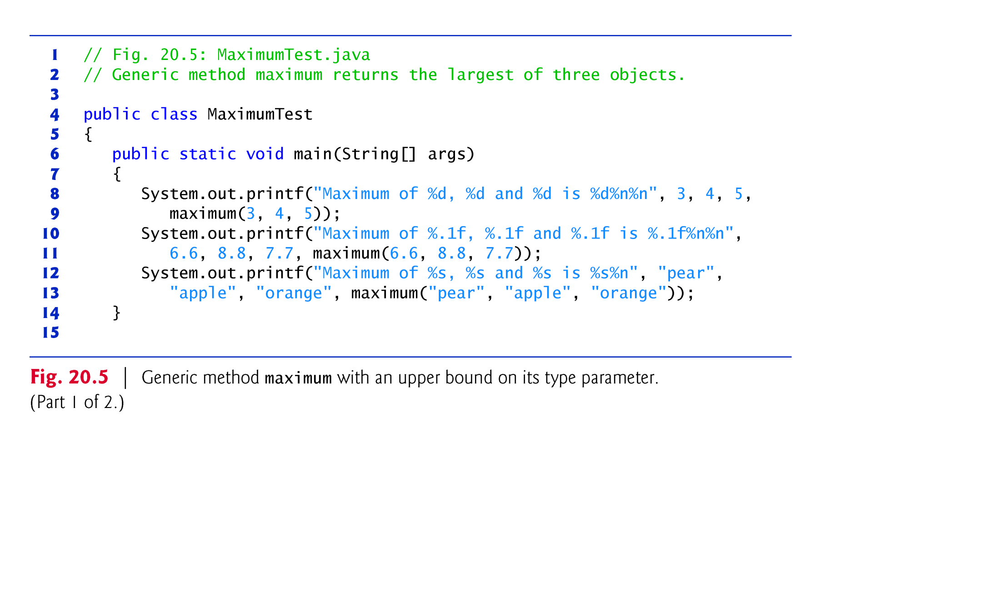 1 // Fig. 20.5: MaximumTest.java
2 // Generic method maximum returns the largest of three objects.
3
4 public class MaximumTest
5 {
6    public static void main(String[] args)
7    {
8       System.out.printf("Maximum of %d, %d and %d is %d%n%n", 3, 4, 5,
9          maximum(3, 4, 5));
10       System.out.printf("Maximum of %.1f, %.1f and %.1f is %.1f%n%n",
11          6.6, 8.8, 7.7, maximum(6.6, 8.8, 7.7));
12       System.out.printf("Maximum of %s, %s and %s is %s%n", "pear",
13          "apple", "orange", maximum("pear", "apple", "orange"));
14    }
15
Fig. 20.5 | Generic method maximum with an upper bound on its type parameter.
(Part 1 of 2.)